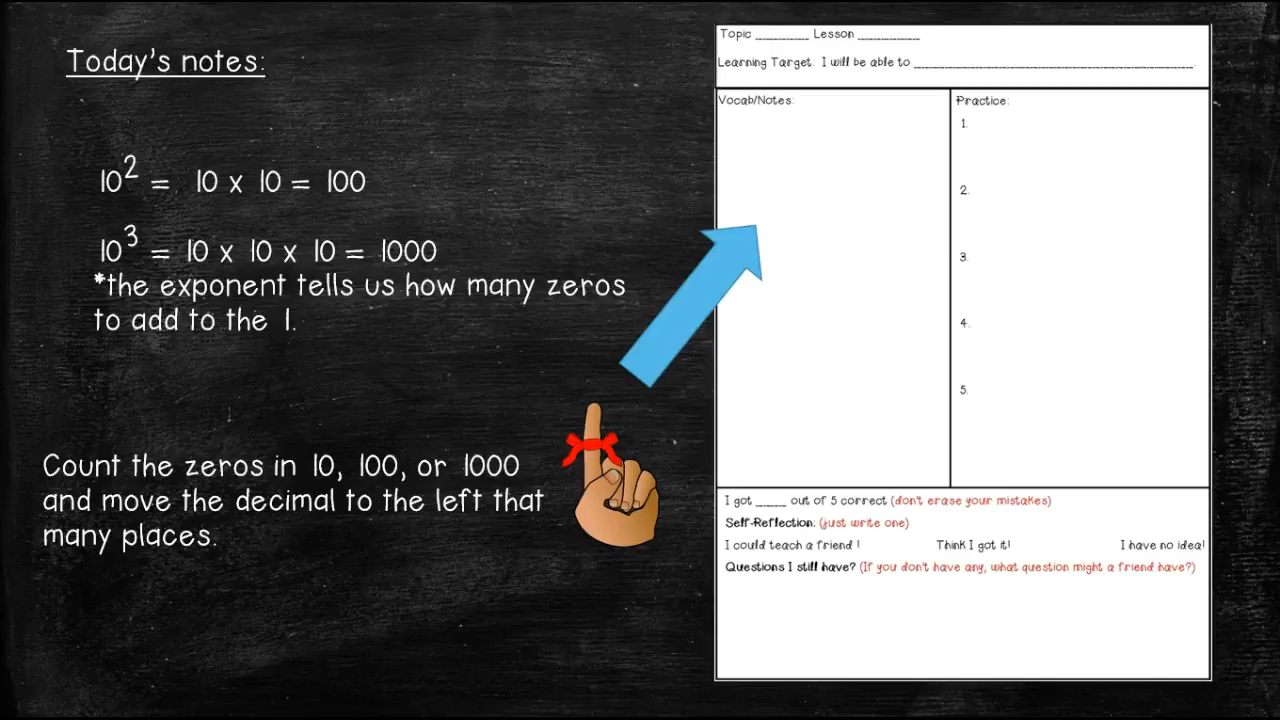 Today's notes:
10² = 10 x 10 = 100
10³ = 10 x 10 x 10 = 1000
*the exponent tells us how many zeros
to add to the 1.
Count the zeros in 10, 100, or 1000
and move the decimal to the left that
many places.
Topic ________ Lesson _________
Learning Target: I will be able to ______________________________.
Vocab/Notes:
Practice:
1.
2.
3.
4.
5.
I got _____ out of 5 correct (don't erase your mistakes)
Self-Reflection: (just write one)
I could teach a friend ! Think I got it! I have no idea!
Questions I still have? (If you don't have any, what question might a friend have?)